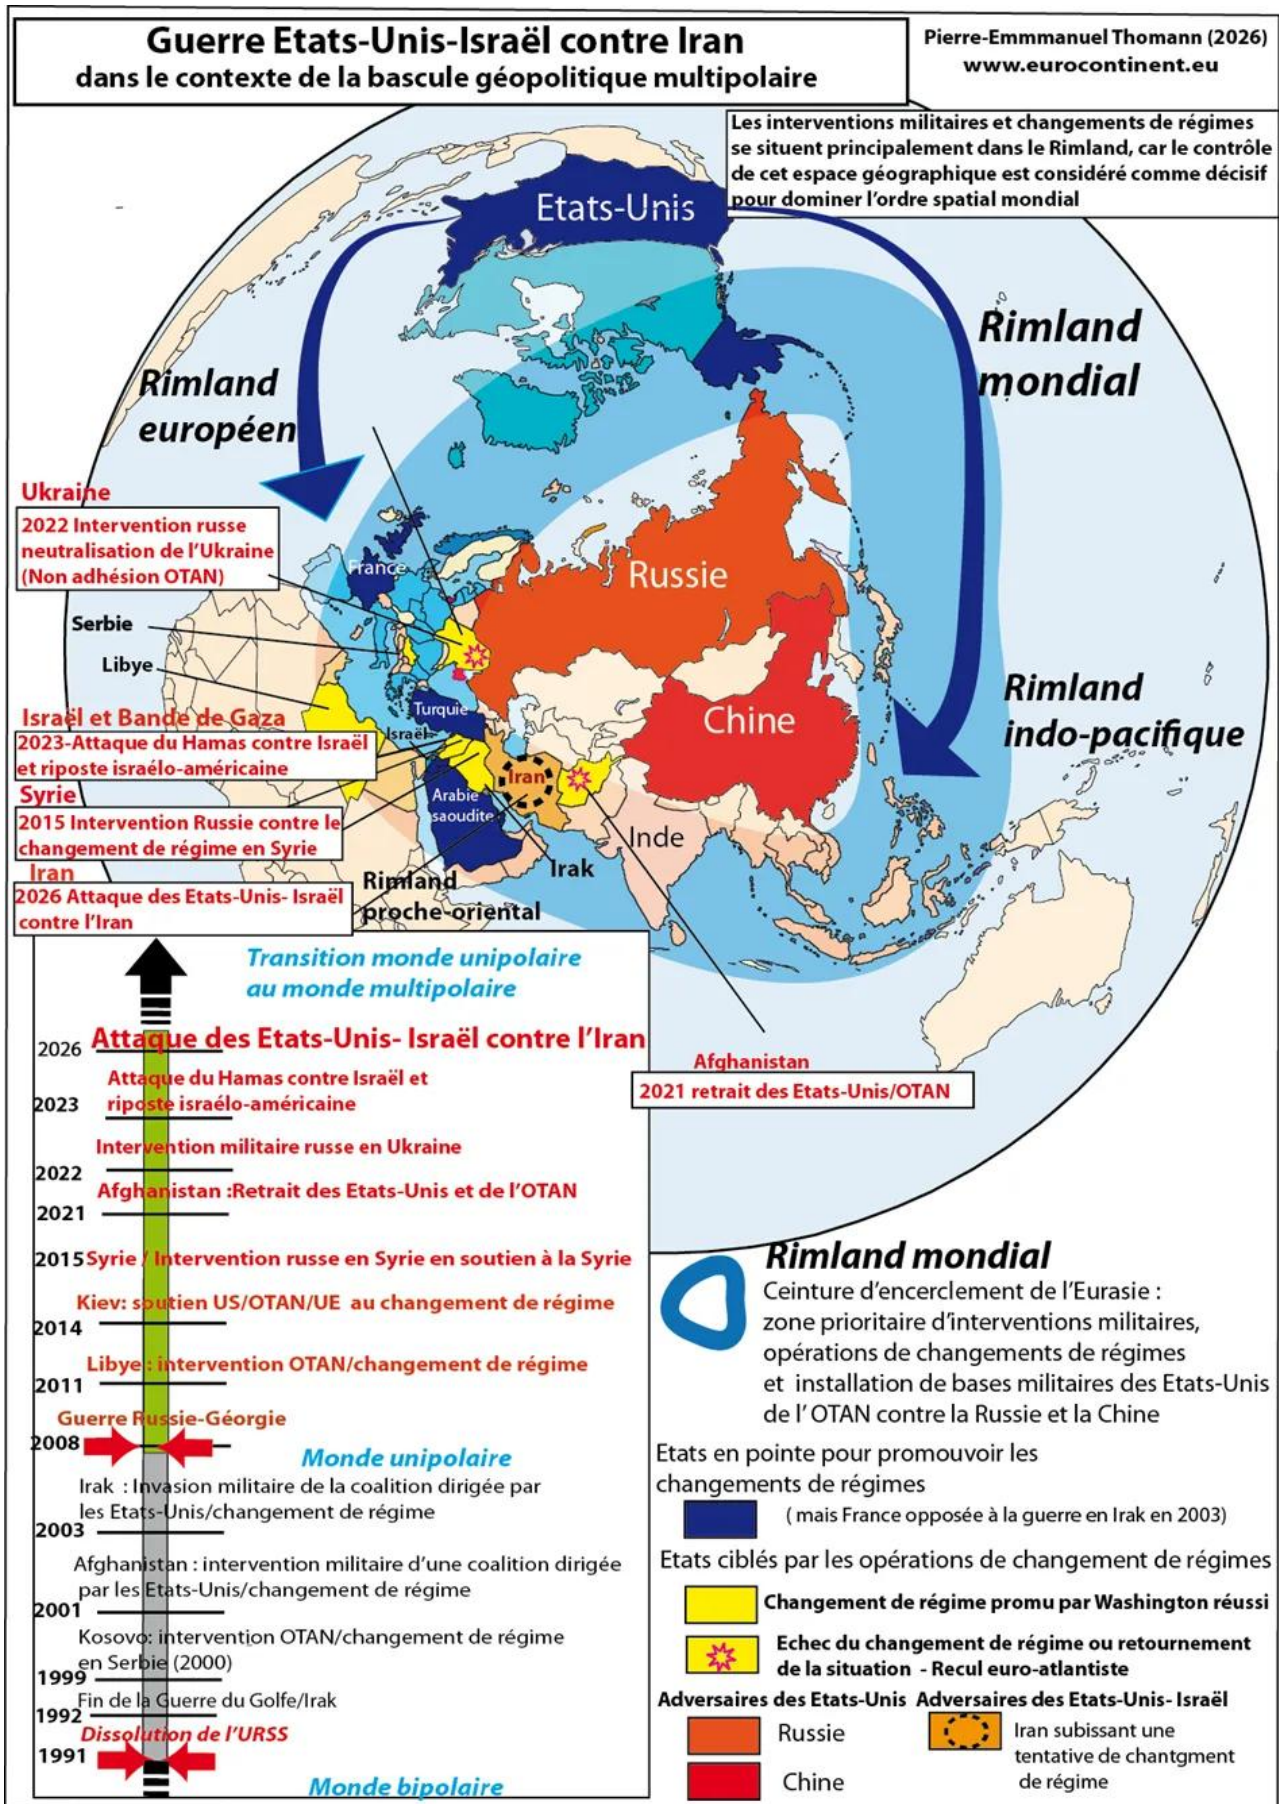 Guerre Etats-Unis-Israël contre Iran
dans le contexte de la bascule géopolitique multipolaire
Pierre-Emmmanuel Thomann (2026)
www.eurocontinent.eu
Les interventions militaires et changements de régimes
se situent principalement dans le Rimland, car le contrôle
de cet espace géographique est considéré comme décisif
pour dominer l'ordre spatial mondial
Etats-Unis
Rimland
mondial
Rimland
européen
Ukraine
2022 Intervention russe
neutralisation de l'Ukraine
(Non adhésion OTAN)
France
Russie
Serbie
Libye
Rimland
indo-pacifique
Turquie
Chine
Israël et Bande de Gaza
2023-Attaque du Hamas contre Israël
et riposte israélo-américaine
Israël
Iran
Arabie
saoudite
Inde
Syrie
2015 Intervention Russie contre le
changement de régime en Syrie
Irak
Iran
2026 Attaque des Etats-Unis- Israël
contre l'Iran
Rimland
proche-oriental
Afghanistan
2021 retrait des Etats-Unis/OTAN
Transition monde unipolaire
au monde multipolaire
Attaque des Etats-Unis- Israël contre l'Iran
2026
Attaque du Hamas contre Israël et
riposte israélo-américaine
2023
Intervention militaire russe en Ukraine
2022
Afghanistan :Retrait des Etats-Unis et de l'OTAN
2021
2015 Syrie / Intervention russe en Syrie en soutien à la Syrie
Kiev: soutien US/OTAN/UE au changement de régime
2014
Libye : intervention OTAN/changement de régime
2011
Guerre Russie-Géorgie
2008
Monde unipolaire
Irak : Invasion militaire de la coalition dirigée par
les Etats-Unis/changement de régime
2003
Afghanistan : intervention militaire d'une coalition dirigée
par les Etats-Unis/changement de régime
2001
Kosovo: intervention OTAN/changement de régime
en Serbie (2000)
1999
Fin de la Guerre du Golfe/Irak
1992
Dissolution de l'URSS
1991
Monde bipolaire
Rimland mondial
Ceinture d'encerclement de l'Eurasie :
zone prioritaire d'interventions militaires,
opérations de changements de régimes
et installation de bases militaires des Etats-Unis
de l' OTAN contre la Russie et la Chine
Etats en pointe pour promouvoir les
changements de régimes
( mais France opposée à la guerre en Irak en 2003)
Etats ciblés par les opérations de changement de régimes
Changement de régime promu par Washington réussi
Echec du changement de régime ou retournement
de la situation - Recul euro-atlantiste
Adversaires des Etats-Unis
Russie
Chine
Adversaires des Etats-Unis- Israël
Iran subissant une
tentative de chantgment
de régime